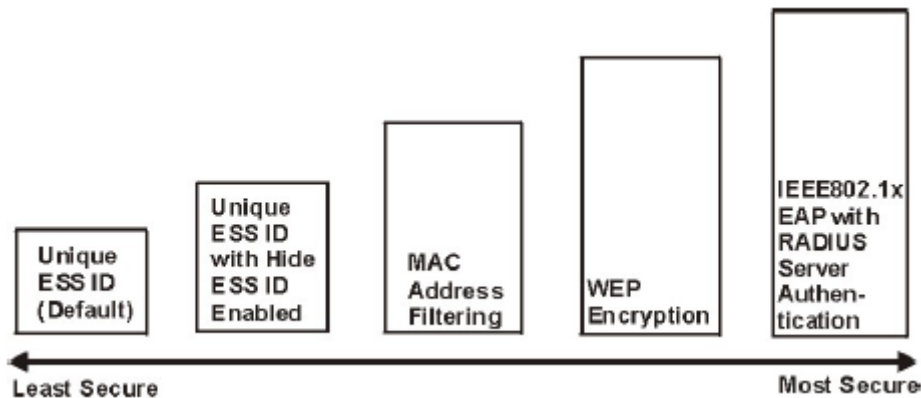 Unique
ESS ID
(Default)
Unique
ESS ID
with Hide
ESS ID
Enabled
MAC
Address
Filtering
WEP
Encryption
IEEE802.1x
EAP with
RADIUS
Server
Authen-
tication
Least Secure
Most Secure